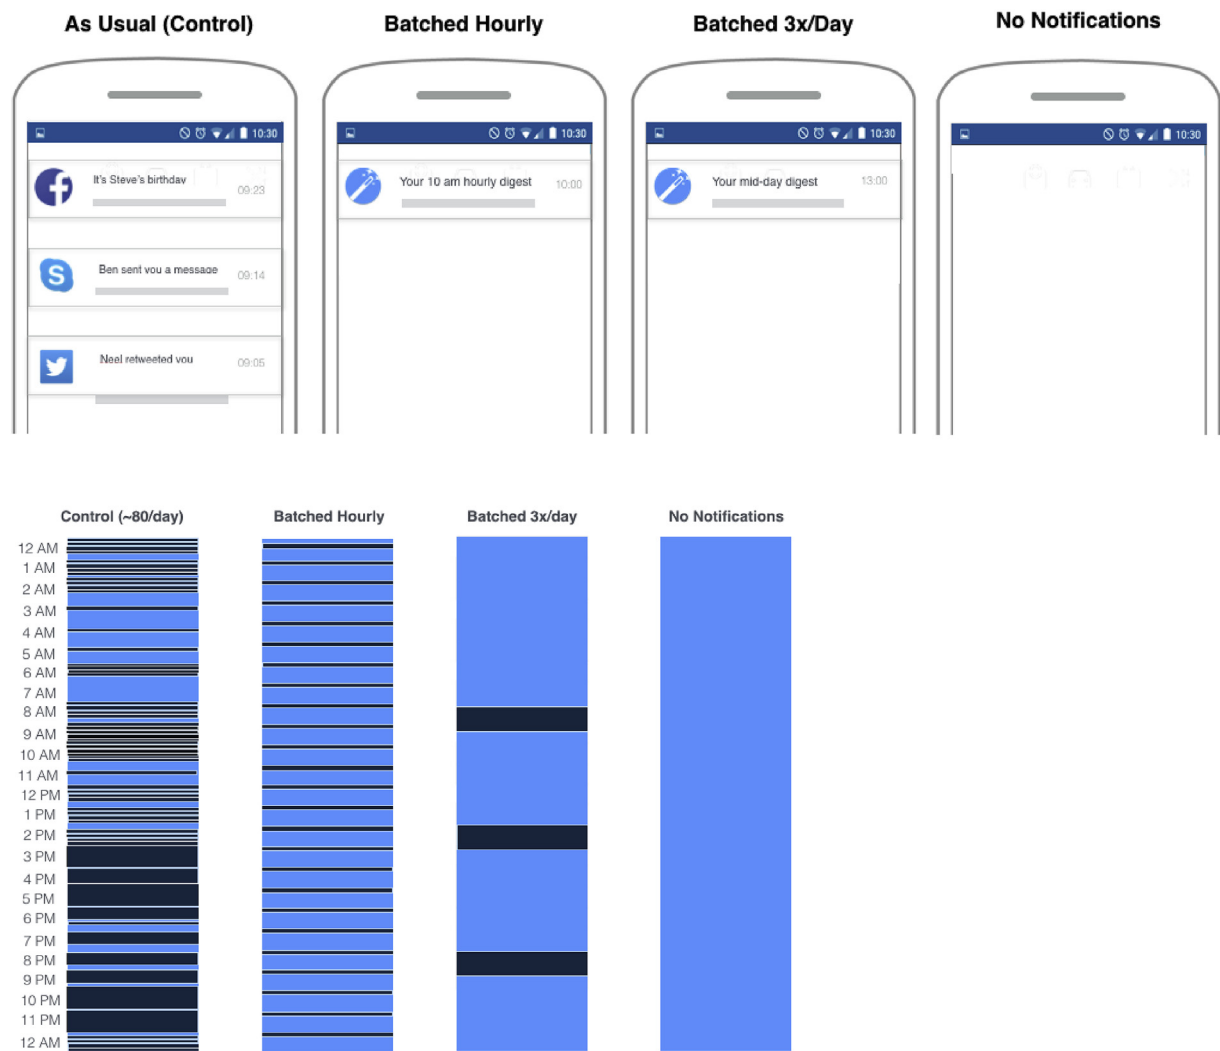 As Usual (Control)
Batched Hourly
Batched 3x/Day
No Notifications
10:30
10:30
10:30
10:30
It's Steve's birthday
09:23
Your 10 am hourly digest
10:00
Your mid-day digest
13:00
Ben sent you a message
09:14
Neel retweeted you
09:05
Control (~80/day)
Batched Hourly
Batched 3x/day
No Notifications
12 AM
1 AM
2 AM
3 AM
4 AM
5 AM
6 AM
7 AM
8 AM
9 AM
10 AM
11 AM
12 PM
1 PM
2 PM
3 PM
4 PM
5 PM
6 PM
7 PM
8 PM
9 PM
10 PM
11 PM
12 AM